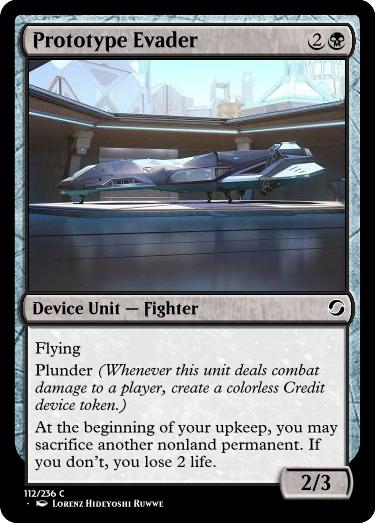 Prototype Evader 2
Device Unit — Fighter
Flying
Plunder (Whenever this unit deals combat
damage to a player, create a colorless Credit
device token.)
At the beginning of your upkeep, you may
sacrifice another nonland permanent. If
you don't, you lose 2 life.
2/3
112/236 C
· Lorenz Hideyoshi Ruwwe